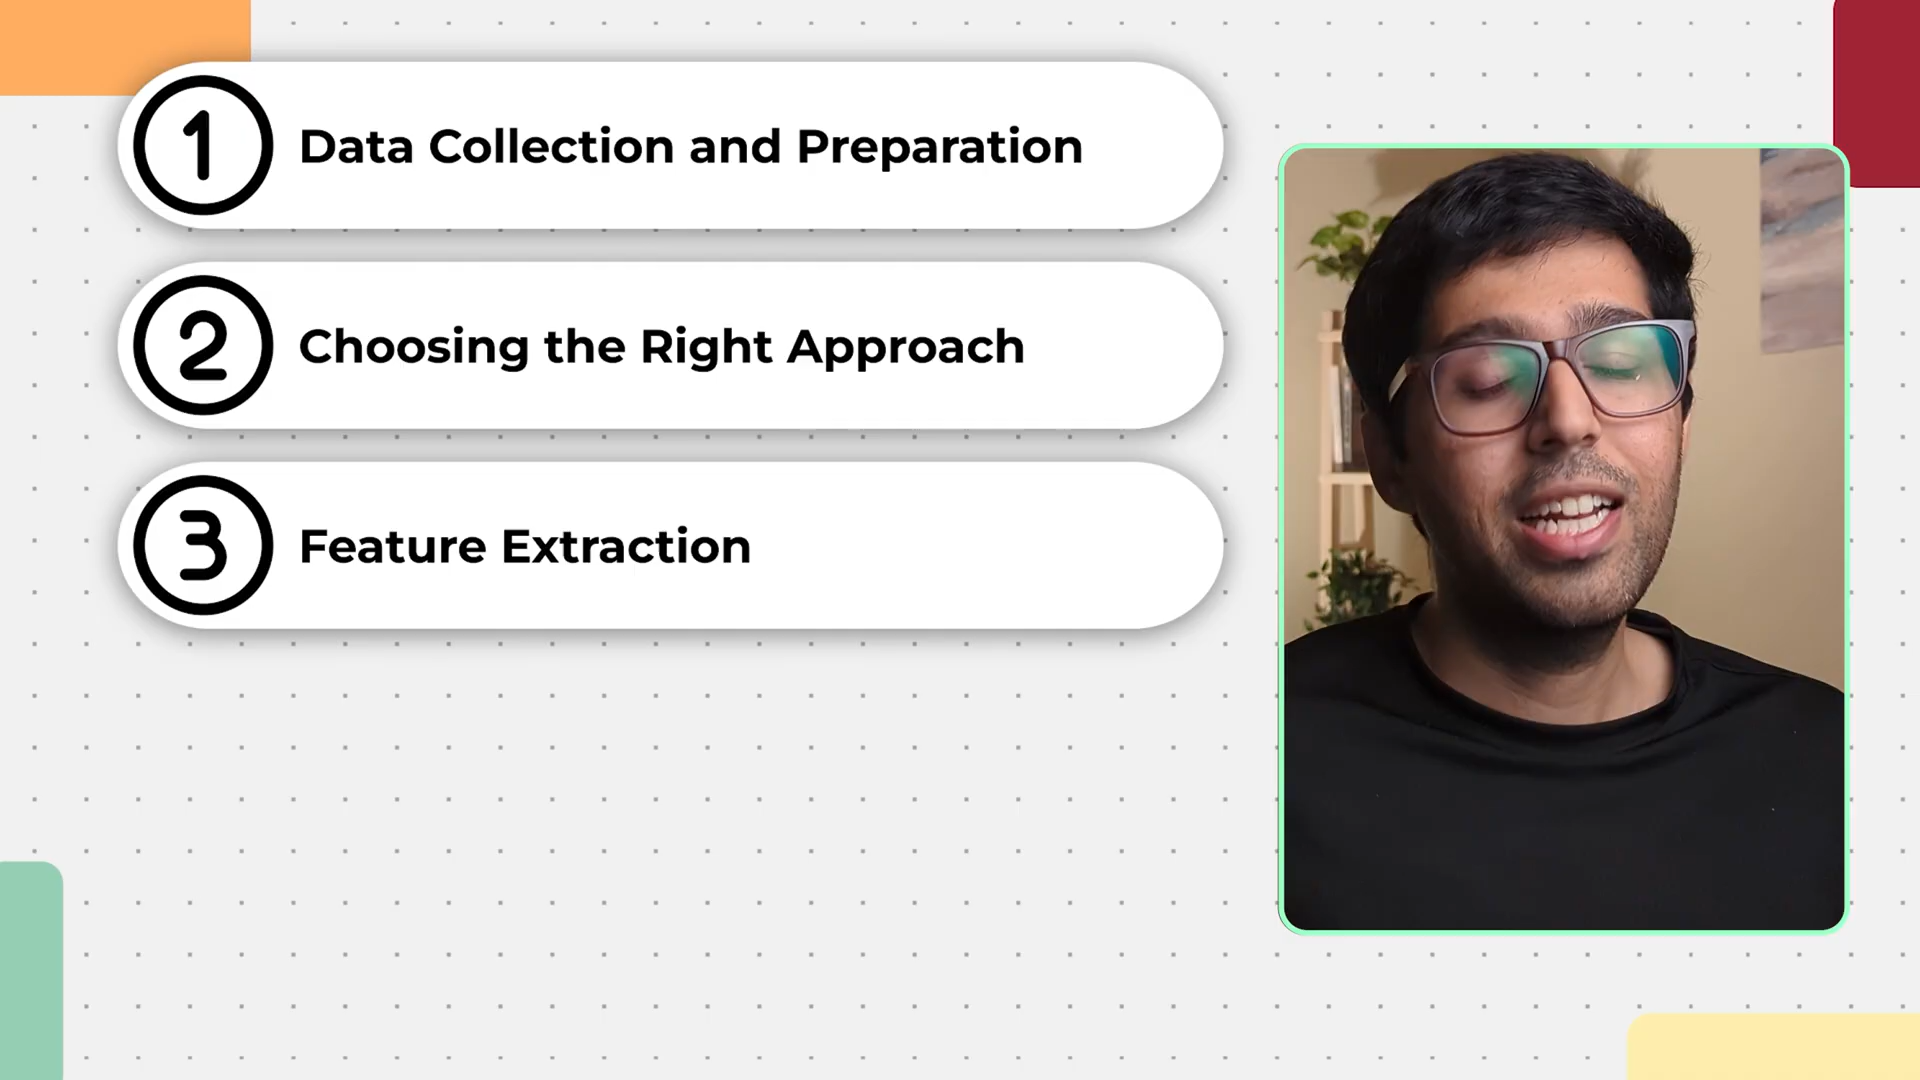 1 Data Collection and Preparation
2 Choosing the Right Approach
3 Feature Extraction